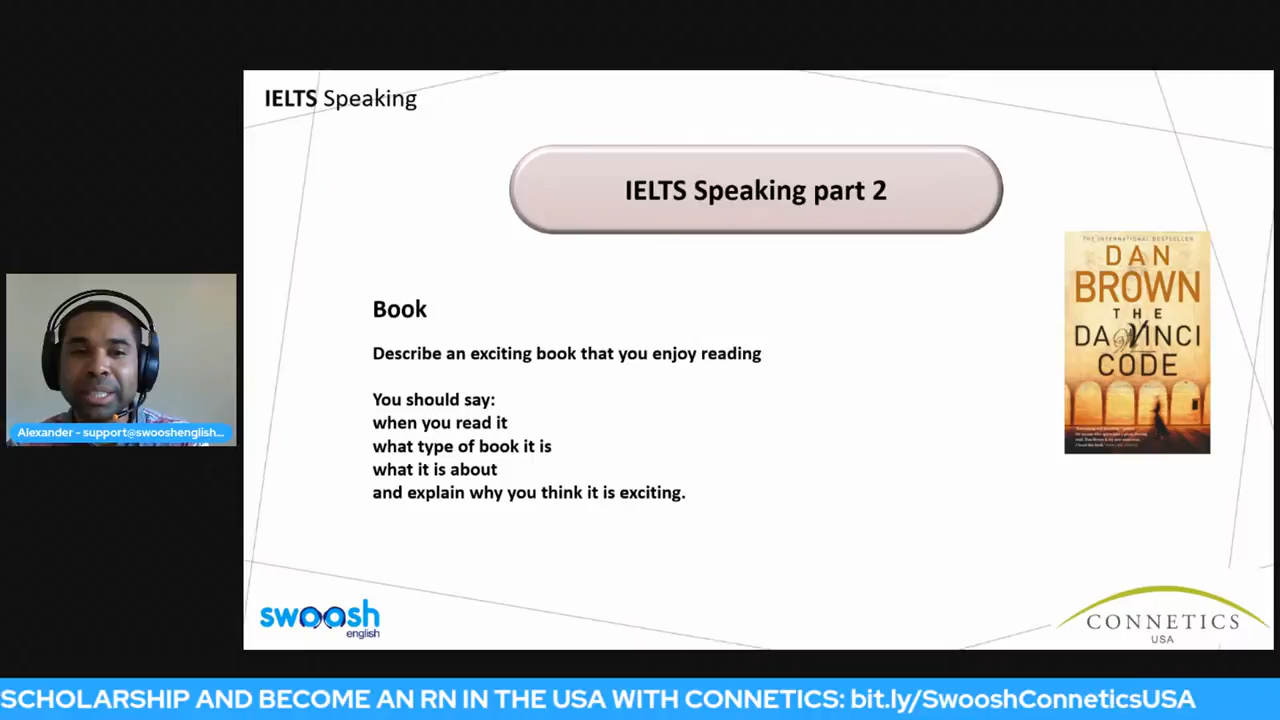 IELTS Speaking
IELTS Speaking part 2
Book
Describe an exciting book that you enjoy reading
You should say:
when you read it
what type of book it is
what it is about
and explain why you think it is exciting.
THE INTERNATIONAL BESTSELLER
DAN
BROWN
THE
DA VINCI
CODE
Alexander - support@swooshenglish...
swoosh
english
CONNETICS
USA
SCHOLARSHIP AND BECOME AN RN IN THE USA WITH CONNETICS: bit.ly/SwooshConneticsUSA